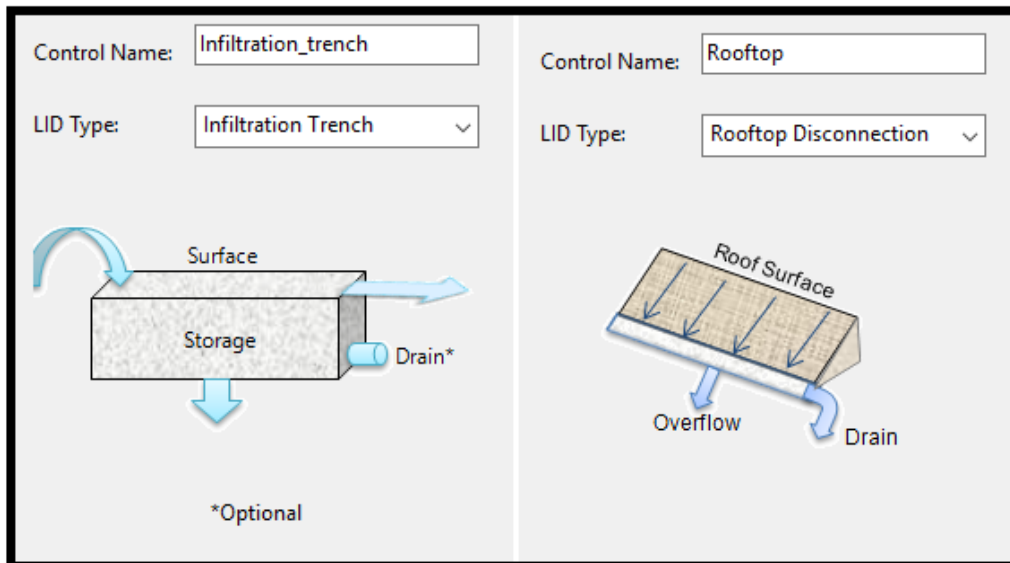 Control Name: Infiltration_trench
LID Type: Infiltration Trench
Surface
Storage
Drain*
*Optional
Control Name: Rooftop
LID Type: Rooftop Disconnection
Roof Surface
Overflow
Drain